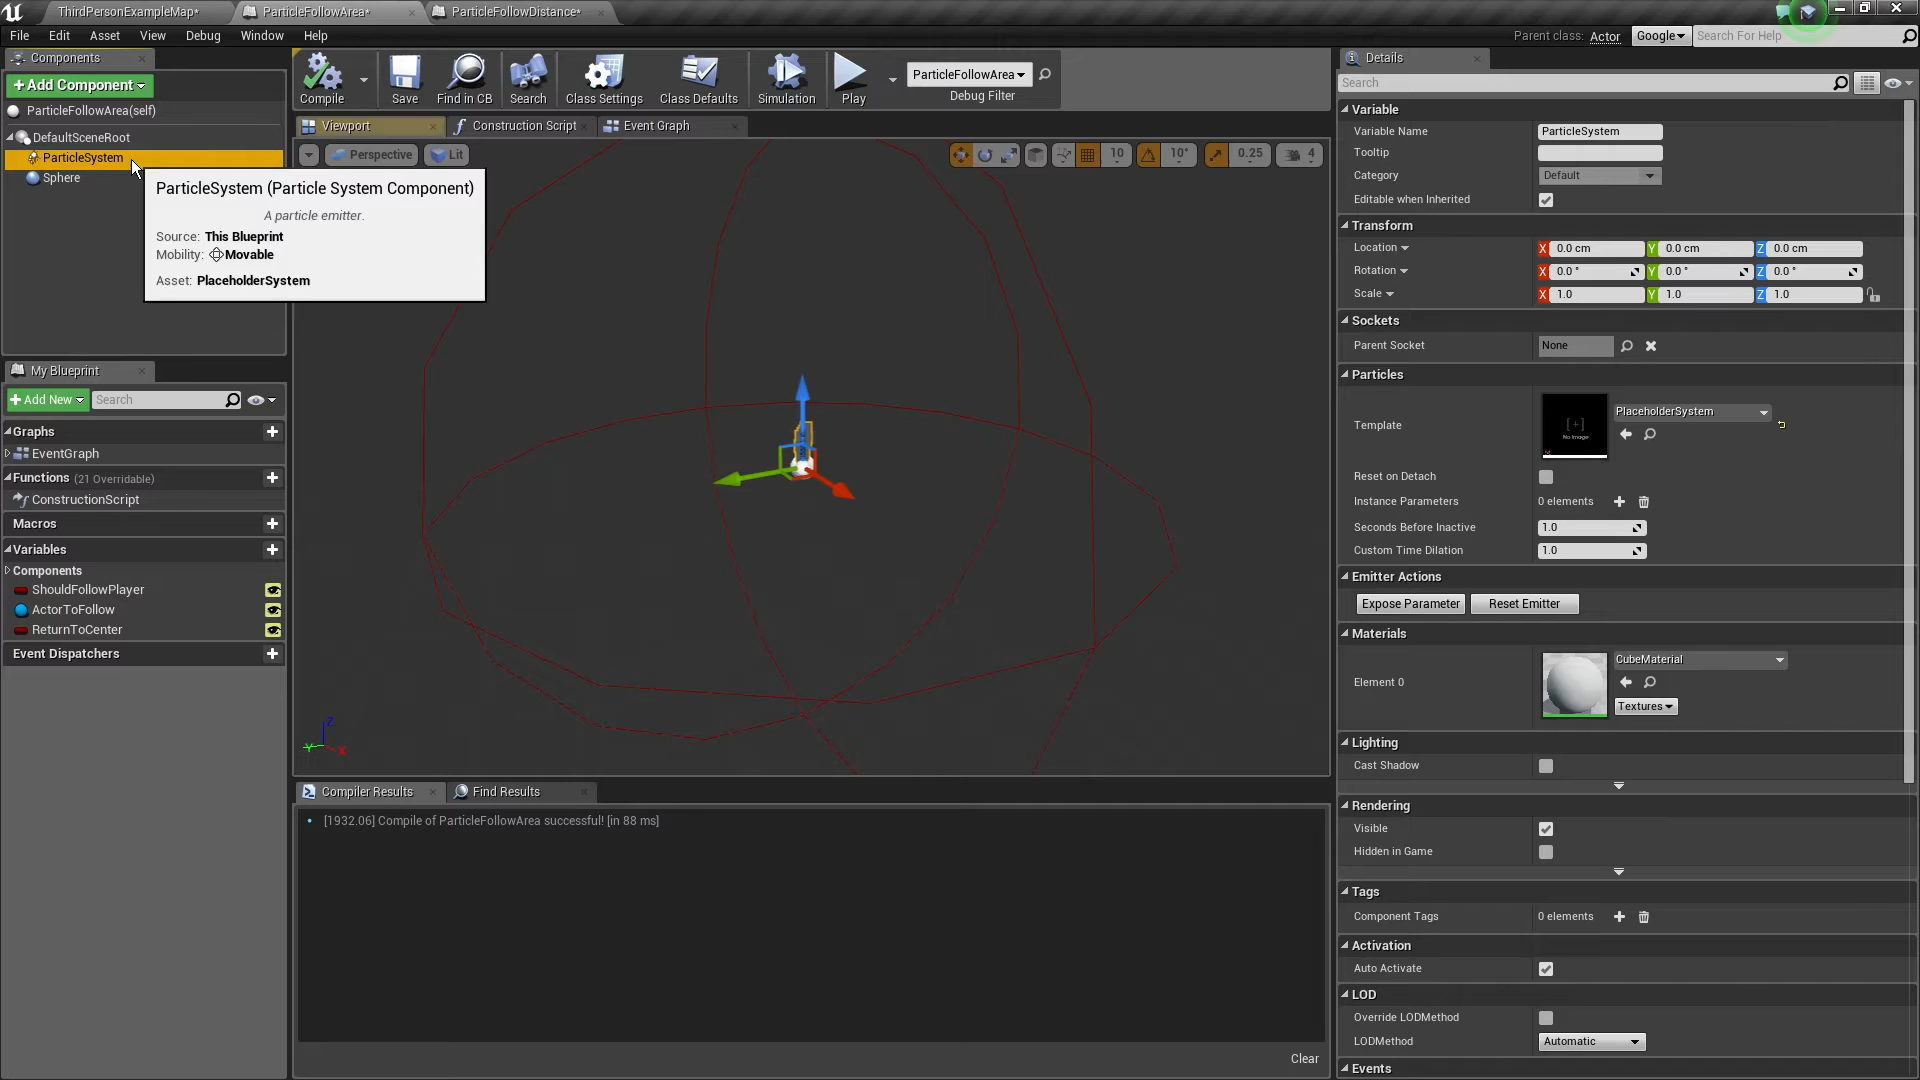 ThirdPersonExampleMap*
ParticleFollowArea*
ParticleFollowDistance*
File Edit Asset View Debug Window Help
Parent class: Actor Google Search For Help
Components
+ Add Component
ParticleFollowArea(self)
DefaultSceneRoot
ParticleSystem
Sphere
ParticleSystem (Particle System Component)
A particle emitter.
Source: This Blueprint
Mobility: Movable
Asset: PlaceholderSystem
Compile
Save
Find in CB
Search
Class Settings
Class Defaults
Simulation
Play
ParticleFollowArea
Debug Filter
Viewport
Construction Script
Event Graph
Perspective
Lit
10
10°
0.25
4
Z
Y
X
My Blueprint
+ Add New Search
Graphs
EventGraph
Functions (21 Overridable)
ConstructionScript
Macros
Variables
Components
ShouldFollowPlayer
ActorToFollow
ReturnToCenter
Event Dispatchers
Compiler Results
Find Results
[1932.06] Compile of ParticleFollowArea successful! [in 88 ms]
Clear
Details
Search
Variable
Variable Name ParticleSystem
Tooltip
Category Default
Editable when Inherited
Transform
Location X 0.0 cm Y 0.0 cm Z 0.0 cm
Rotation X 0.0 ° Y 0.0 ° Z 0.0 °
Scale X 1.0 Y 1.0 Z 1.0
Sockets
Parent Socket None
Particles
Template [+] No Image PlaceholderSystem
Reset on Detach
Instance Parameters 0 elements
Seconds Before Inactive 1.0
Custom Time Dilation 1.0
Emitter Actions
Expose Parameter Reset Emitter
Materials
Element 0 CubeMaterial
Textures
Lighting
Cast Shadow
Rendering
Visible
Hidden in Game
Tags
Component Tags 0 elements
Activation
Auto Activate
LOD
Override LODMethod
LODMethod Automatic
Events